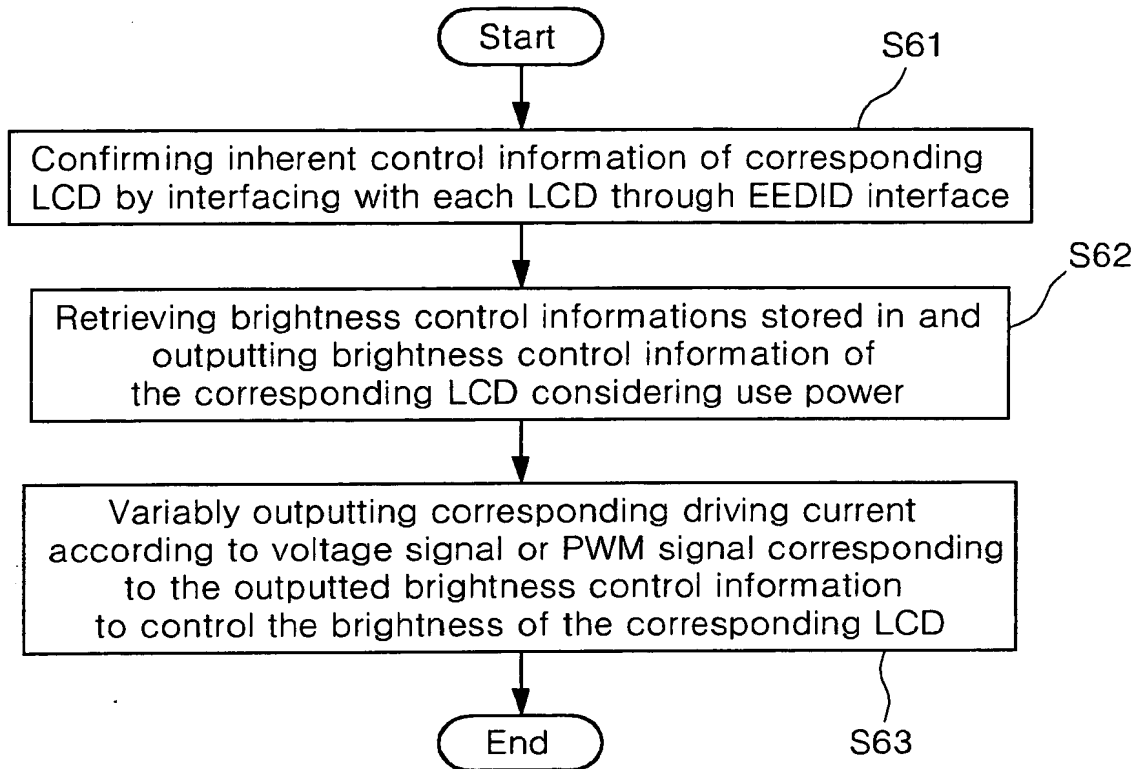 Start
S61
Confirming inherent control information of corresponding
LCD by interfacing with each LCD through EEDID interface
S62
Retrieving brightness control informations stored in and
outputting brightness control information of
the corresponding LCD considering use power
Variably outputting corresponding driving current
according to voltage signal or PWM signal corresponding
to the outputted brightness control information
to control the brightness of the corresponding LCD
End
S63